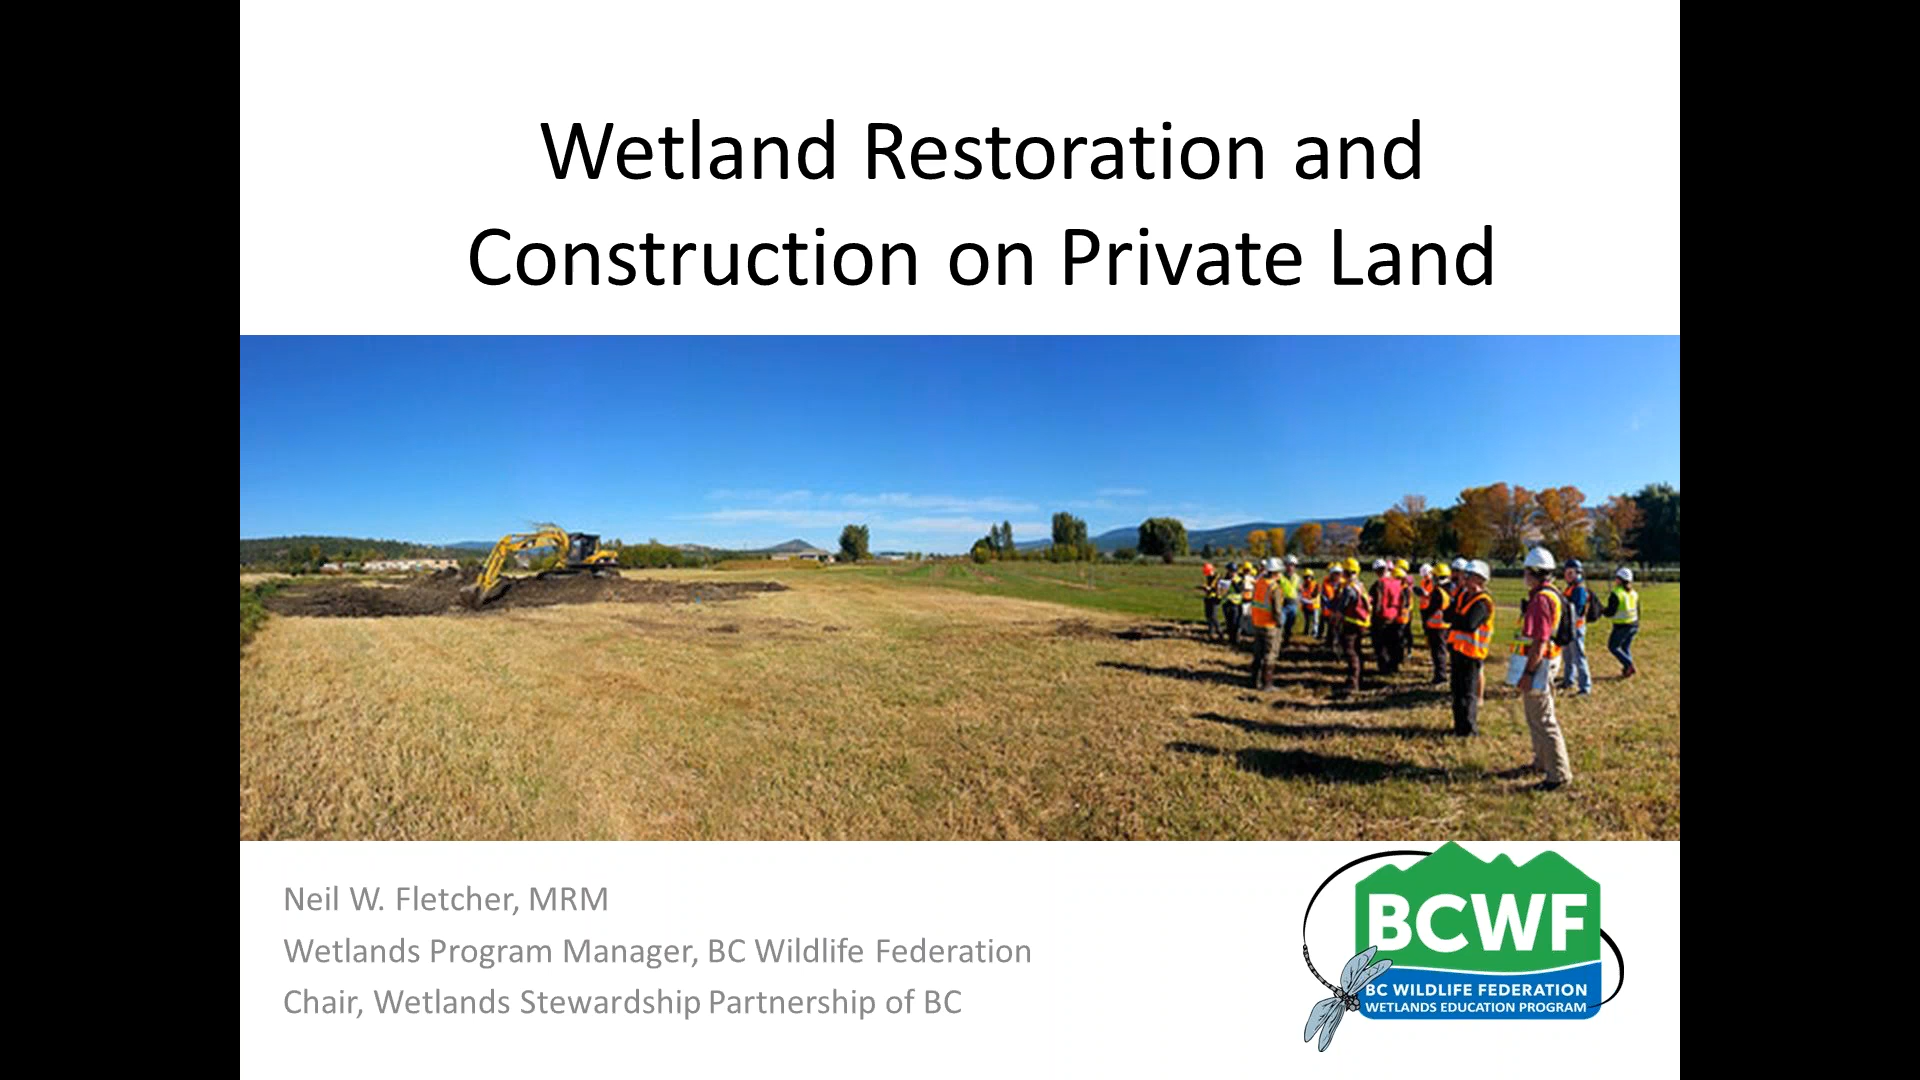 Wetland Restoration and
Construction on Private Land
Neil W. Fletcher, MRM
Wetlands Program Manager, BC Wildlife Federation
Chair, Wetlands Stewardship Partnership of BC
BCWF
BC WILDLIFE FEDERATION
WETLANDS EDUCATION PROGRAM